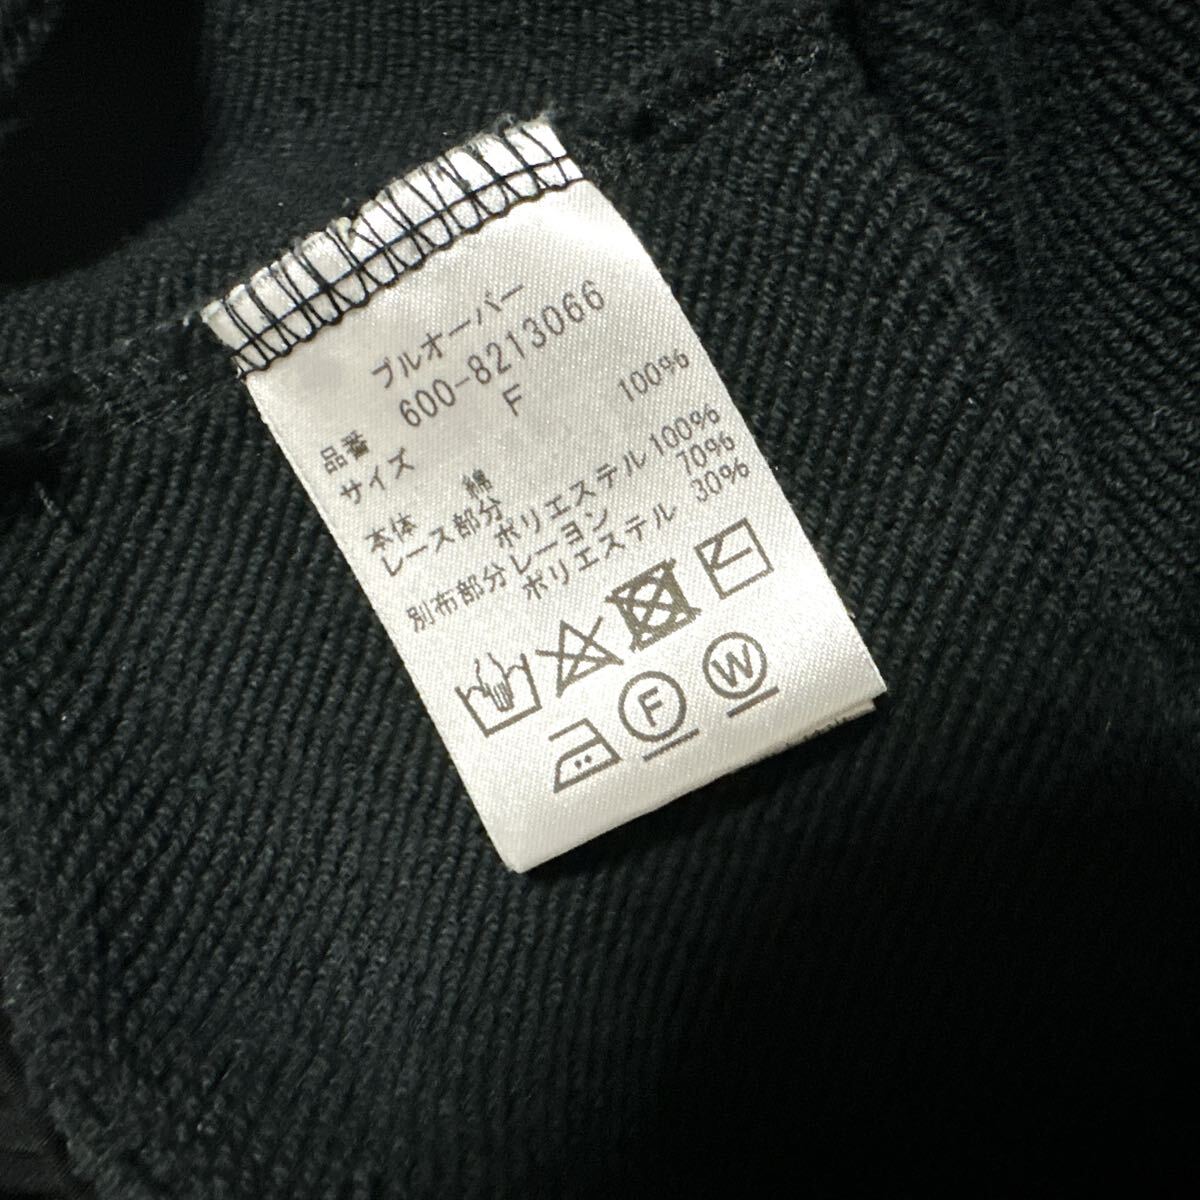 プルオーバー
品番 600-8213066
サイズ F
本体 綿 100%
レース部分 ポリエステル 100%
別布部分 レーヨン 70%
ポリエステル 30%
F
W